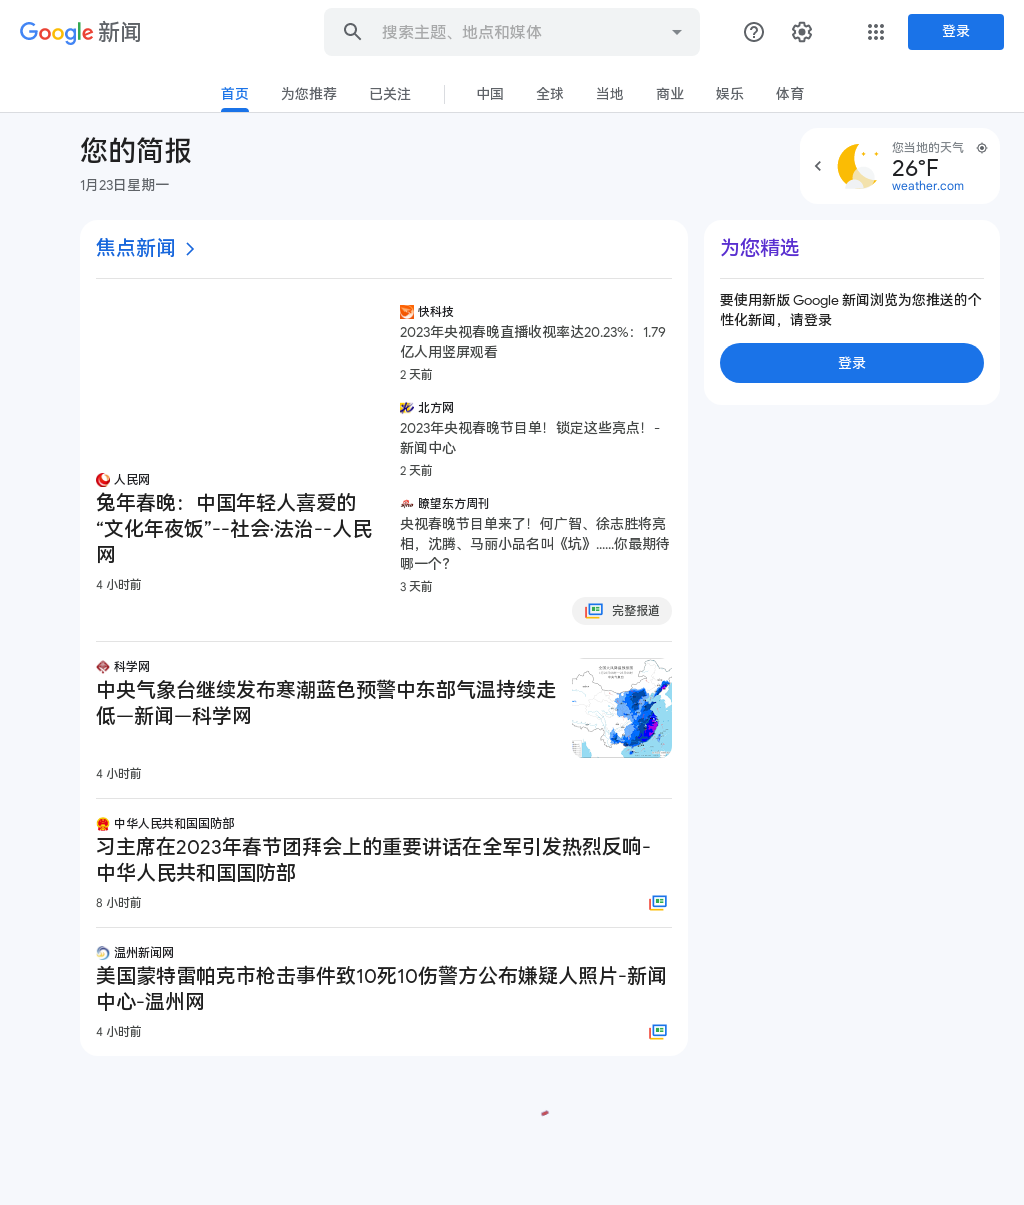 Google 新闻
搜索主题、地点和媒体
登录
首页 为您推荐 已关注 中国 全球 当地 商业 娱乐 体育
您的简报
1月23日星期一
您当地的天气
26°F
weather.com
焦点新闻
人民网
兔年春晚：中国年轻人喜爱的
“文化年夜饭”--社会·法治--人民
网
4 小时前
快科技
2023年央视春晚直播收视率达20.23%：1.79
亿人用竖屏观看
2 天前
北方网
2023年央视春晚节目单！锁定这些亮点！-
新闻中心
2 天前
瞭望东方周刊
央视春晚节目单来了！何广智、徐志胜将亮
相，沈腾、马丽小品名叫《坑》......你最期待
哪一个？
3 天前
完整报道
科学网
中央气象台继续发布寒潮蓝色预警中东部气温持续走
低—新闻—科学网
4 小时前
中华人民共和国国防部
习主席在2023年春节团拜会上的重要讲话在全军引发热烈反响-
中华人民共和国国防部
8 小时前
温州新闻网
美国蒙特雷帕克市枪击事件致10死10伤警方公布嫌疑人照片-新闻
中心-温州网
4 小时前
为您精选
要使用新版 Google 新闻浏览为您推送的个
性化新闻，请登录
登录